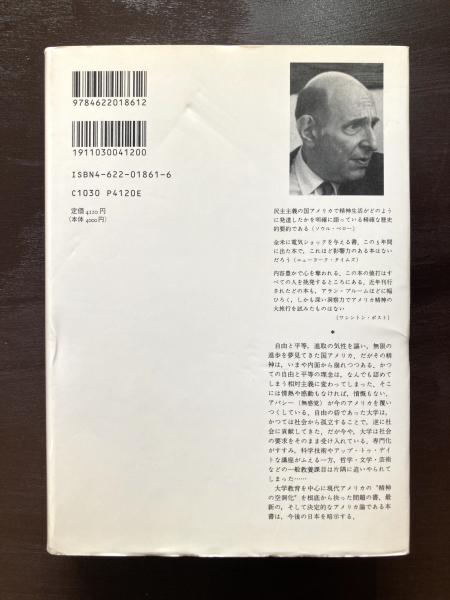 9784622018612
1911030041200
ISBN4-622-01861-6
C1030 P4120E
定価 4120 円
(本体 4000円)
民主主義の国アメリカで精神生活がどのよう
に発達したかを明確に語っている稀確な歴史
的要約である (ソウル・ベロー)
全米に電気ショックを与える書．この5年間
に出た本で，これほど影響力のある本はない
だろう (ニューヨーク・タイムズ)
内容豊かで心を奪われる．この本の値打はす
べての人を挑発するところにある．近年刊行
されたどの本も，アラン・ブルームほどに幅
ひろく，しかも深い洞察力でアメリカ精神の
大旅行を試みたものはない
(ワシントン・ポスト)
*
自由と平等，進取の気性を謳い，無限の
進歩を夢見てきた国アメリカ．だがその精
神は，いまや内面から崩れつつある．かつ
ての自由と平等の理念は，なんでも認めて
しまう相対主義に変わってしまった．そこ
には情熱や感動もなければ，憤慨もない．
アパシー (無感覚) が今のアメリカを覆い
つくしている．自由の砦であった大学は，
かつては社会から孤立することで，逆に社
会に貢献してきた．だが今や，大学は社会
の要求をそのまま受け入れている．専門化
がすすみ，科学技術やアップ・トゥ・デイ
トな講座がふえる一方，哲学・文学・芸術
などの一般教養課目は片隅に追いやられて
しまった……
大学教育を中心に現代アメリカの〝精神
の空洞化〟を根底から抉った問題の書．最
新の，そして決定的なアメリカ論である本
書は，今後の日本を暗示する．